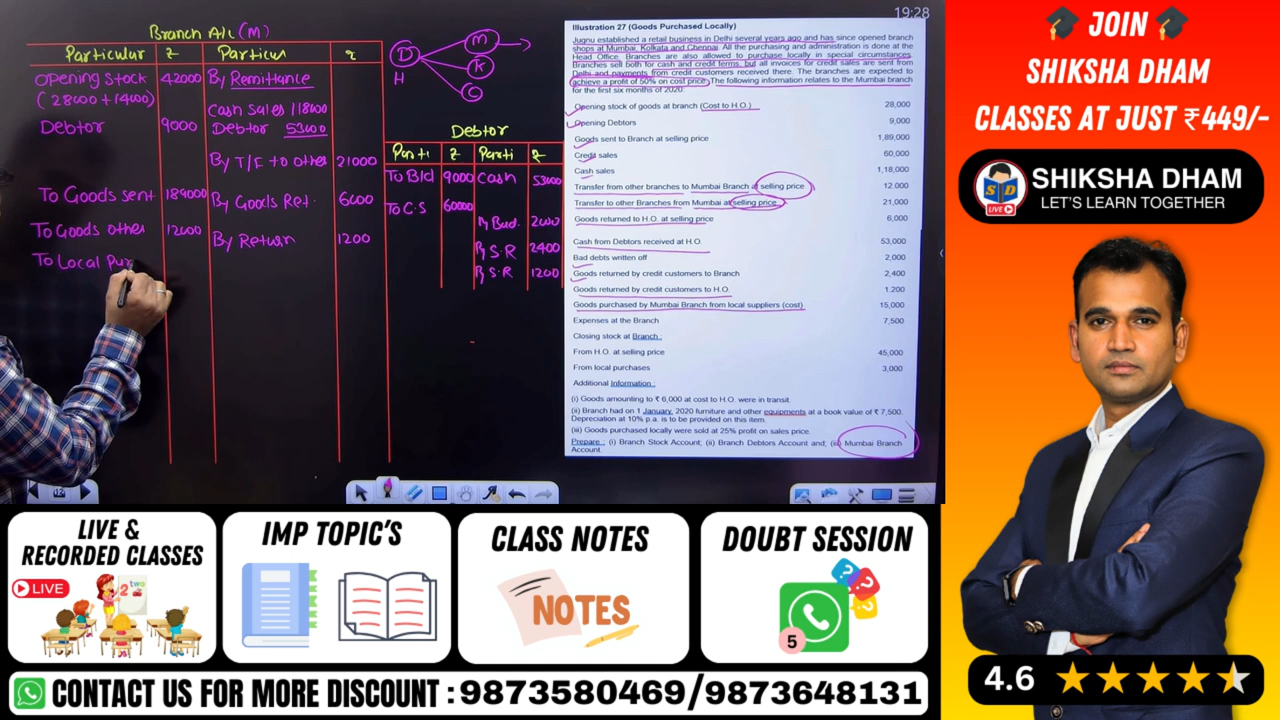 19:28
Branch A/c (M)
Particular ₹ Particus ₹
Opening Stock 42000 By Remittance
(28000+14000) Cash Sales 118000
Debtor 9000 Debtor 53000
By T/F to other 21000
To Goods sent 189000 By Goods Ret. 6000
To Goods other 12000 By Return 1200
To Local Pur
D
H
M
K
C
Debtor
Parti ₹ Parti ₹
To Bld 9000 Cash 53000
To C.S 60000
By Bad. 2000
By S.R 2400
By S.R 1200
Illustration 27 (Goods Purchased Locally)
Jugnu established a retail business in Delhi several years ago and has since opened branch
shops at Mumbai, Kolkata and Chennai. All the purchasing and administration is done at the
Head Office. Branches are also allowed to purchase locally in special circumstances.
Branches sell both for cash and credit terms, but all invoices for credit sales are sent from
Delhi and payments from credit customers received there. The branches are expected to
achieve a profit of 50% on cost price. The following information relates to the Mumbai branch
for the first six months of 2020:
Opening stock of goods at branch (Cost to H.O.) 28,000
Opening Debtors 9,000
Goods sent to Branch at selling price 1,89,000
Credit sales 60,000
Cash sales 1,18,000
Transfer from other branches to Mumbai Branch at selling price 12.000
Transfer to other Branches from Mumbai at selling price 21,000
Goods returned to H.O. at selling price 6,000
Cash from Debtors received at H.O. 53,000
Bad debts written off 2,000
Goods returned by credit customers to Branch 2,400
Goods returned by credit customers to H.O. 1.200
Goods purchased by Mumbai Branch from local suppliers (cost) 15,000
Expenses at the Branch 7,500
Closing stock at Branch :
From H.O. at selling price 45,000
From local purchases 3,000
Additional Information :
(i) Goods amounting to ₹ 6,000 at cost to H.O. were in transit.
(ii) Branch had on 1 January, 2020 furniture and other equipments at a book value of ₹ 7,500.
Depreciation at 10% p.a. is to be provided on this item.
(iii) Goods purchased locally were sold at 25% profit on sales price.
Prepare : (i) Branch Stock Account; (ii) Branch Debtors Account and; (iii) Mumbai Branch
Account.
12
JOIN
SHIKSHA DHAM
CLASSES AT JUST ₹449/-
S D
LIVE
SHIKSHA DHAM
LET'S LEARN TOGETHER
LIVE &
RECORDED CLASSES
LIVE
two
IMP TOPIC'S
CLASS NOTES
NOTES
DOUBT SESSION
5
CONTACT US FOR MORE DISCOUNT : 9873580469/9873648131
4.6